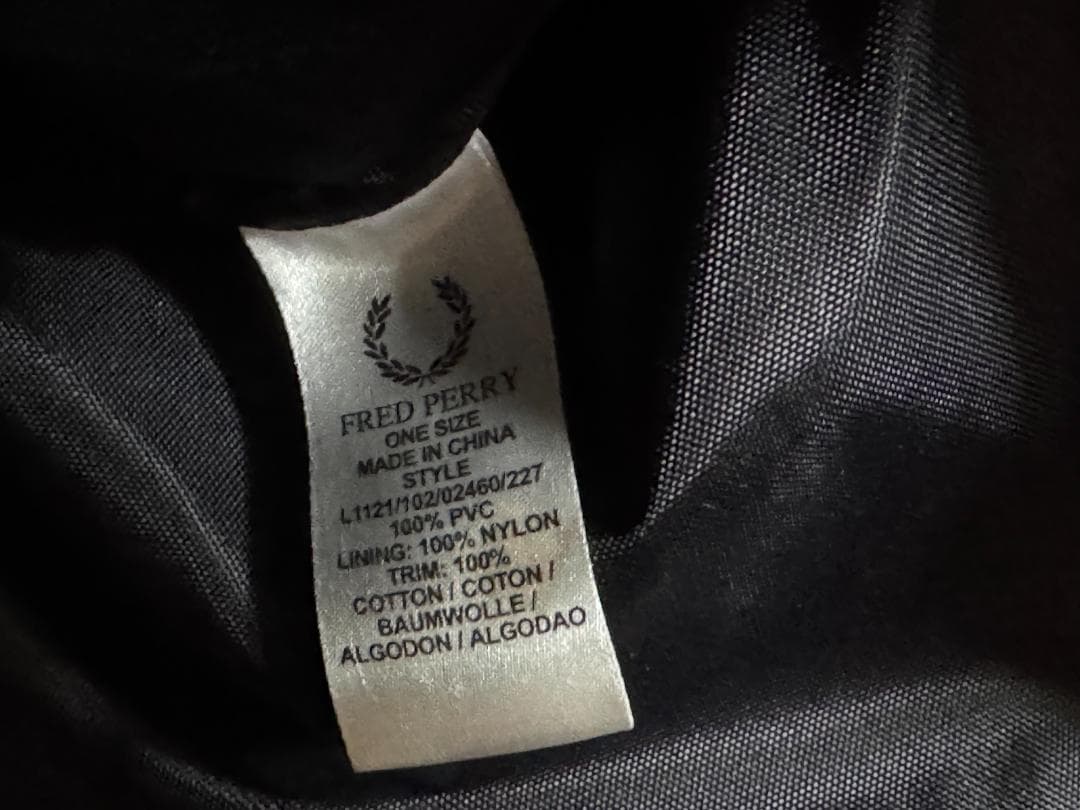 FRED PERRY
ONE SIZE
MADE IN CHINA
STYLE
L1121/102/02460/227
100% PVC
LINING: 100% NYLON
TRIM: 100%
COTTON / COTON /
BAUMWOLLE /
ALGODON / ALGODAO